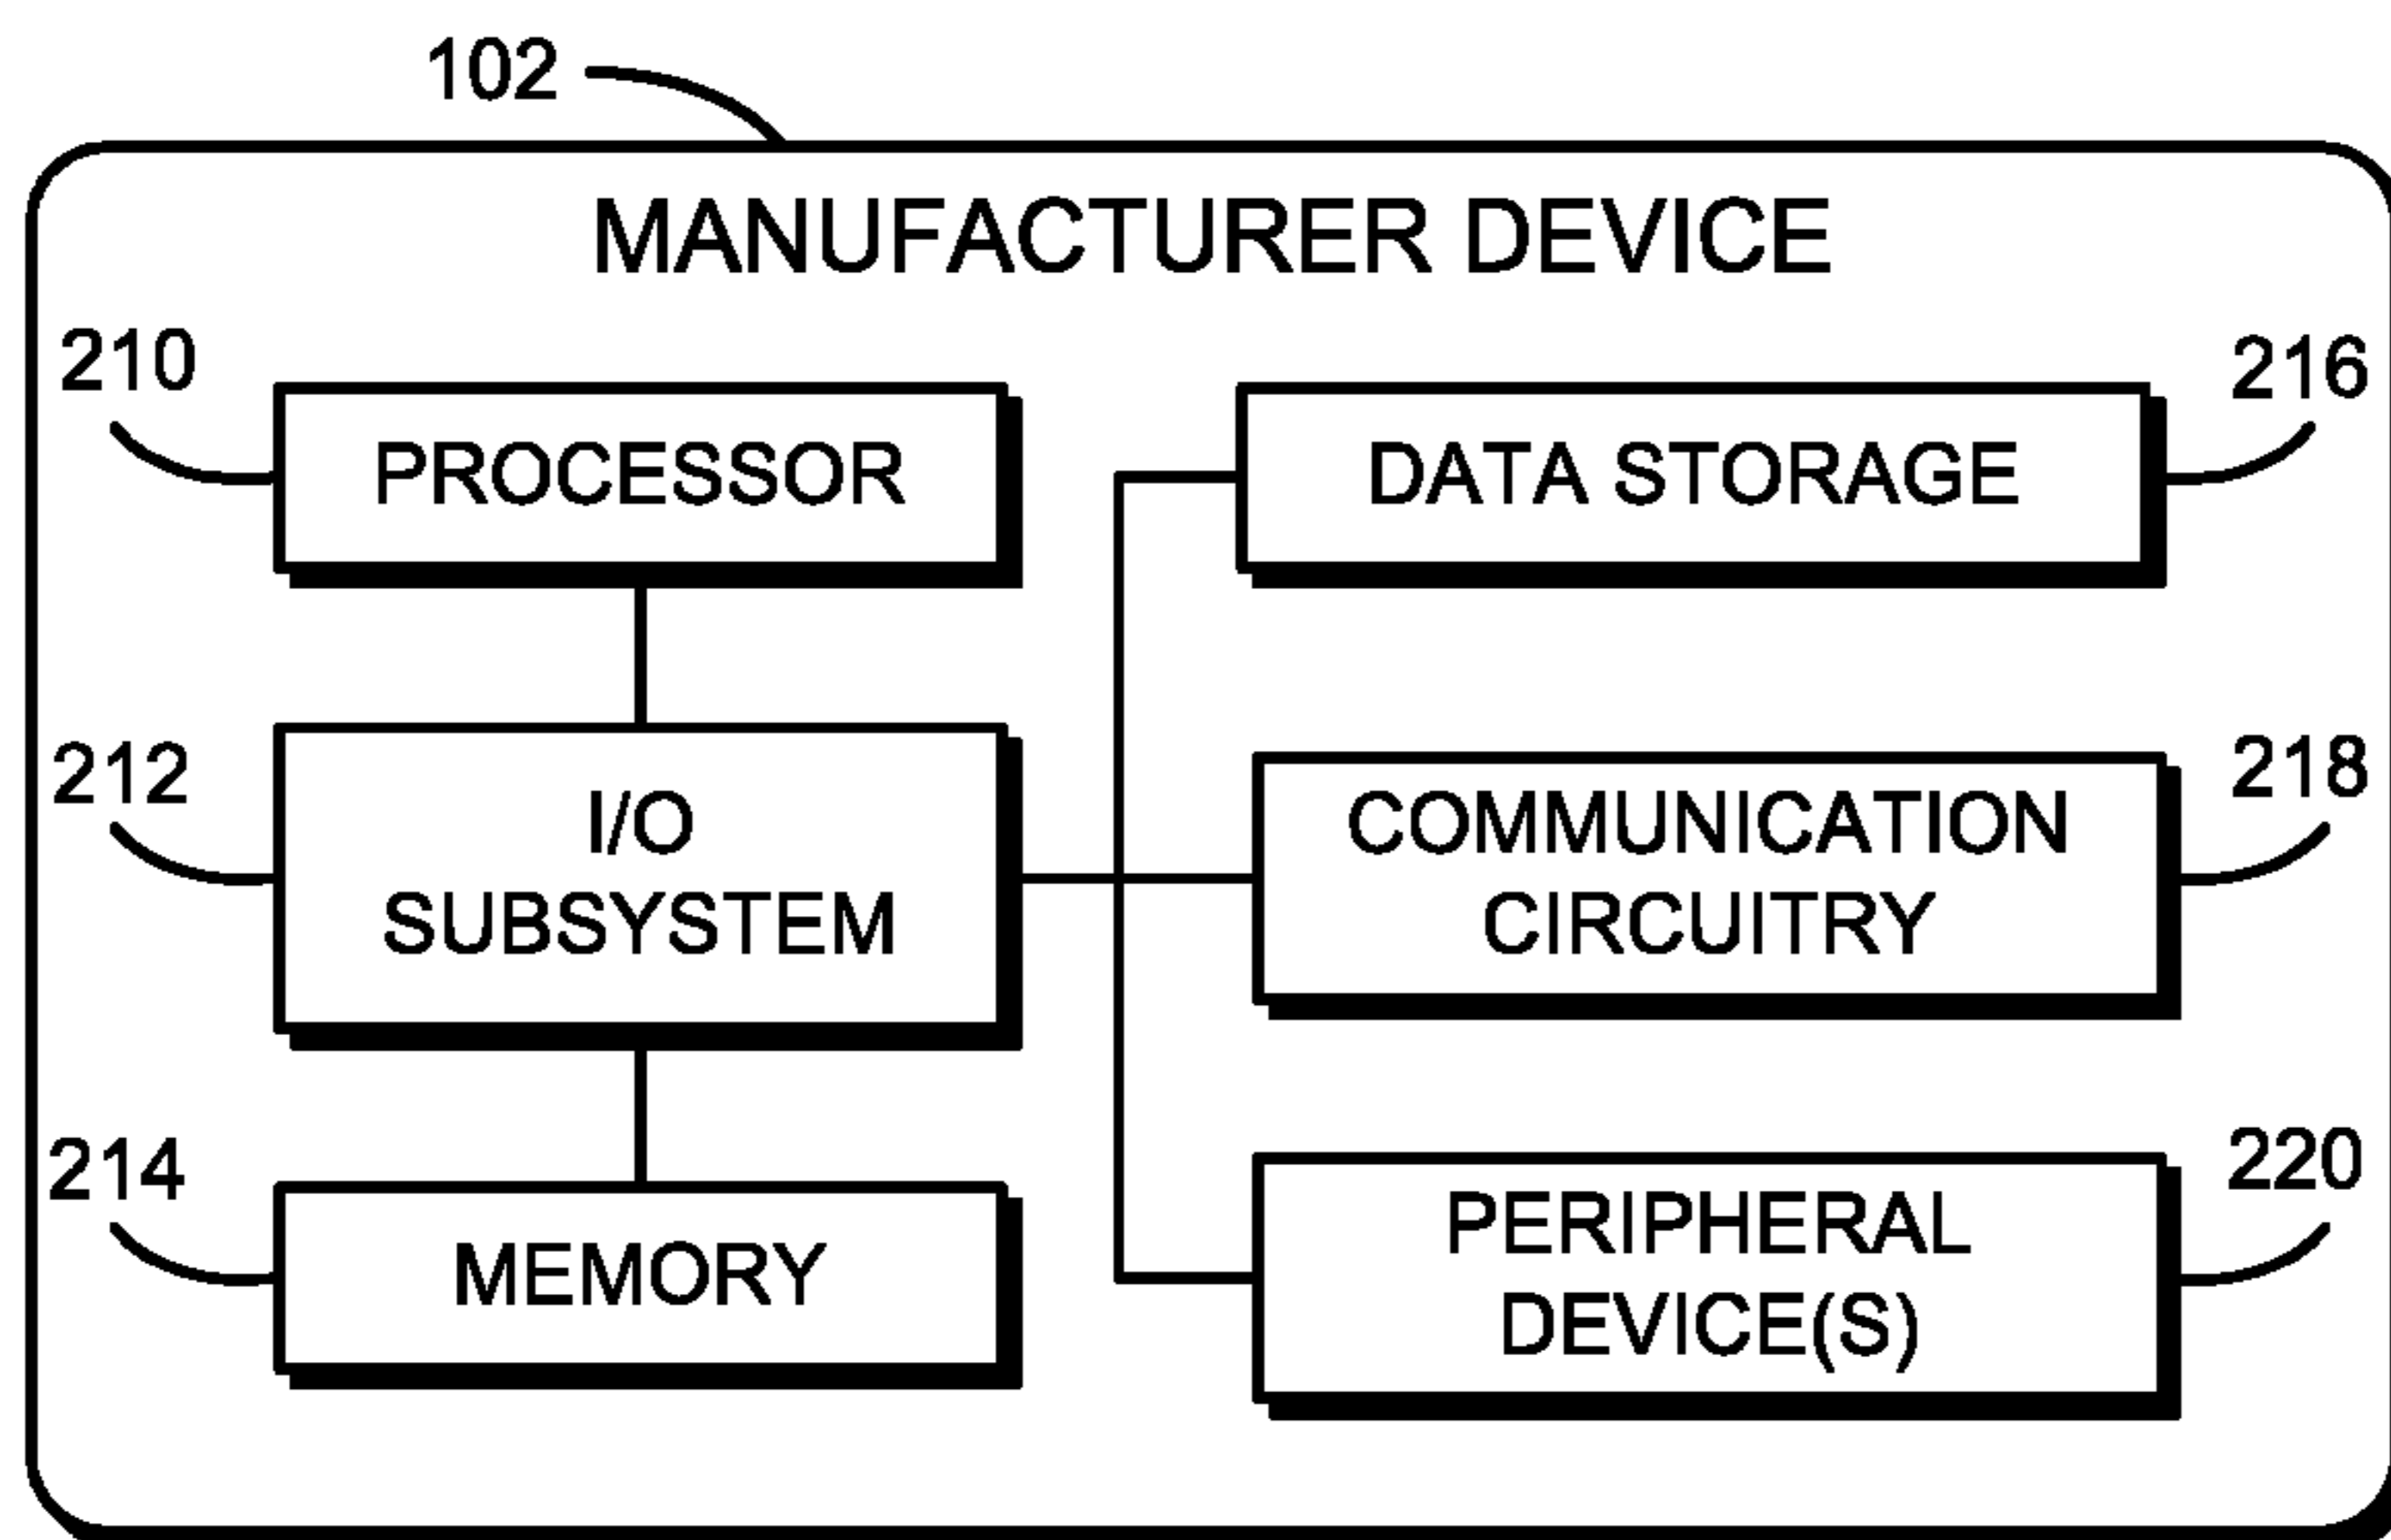 102
MANUFACTURER DEVICE
210
PROCESSOR
DATA STORAGE
216
212
I/O
SUBSYSTEM
COMMUNICATION
CIRCUITRY
218
214
MEMORY
PERIPHERAL
DEVICE(S)
220